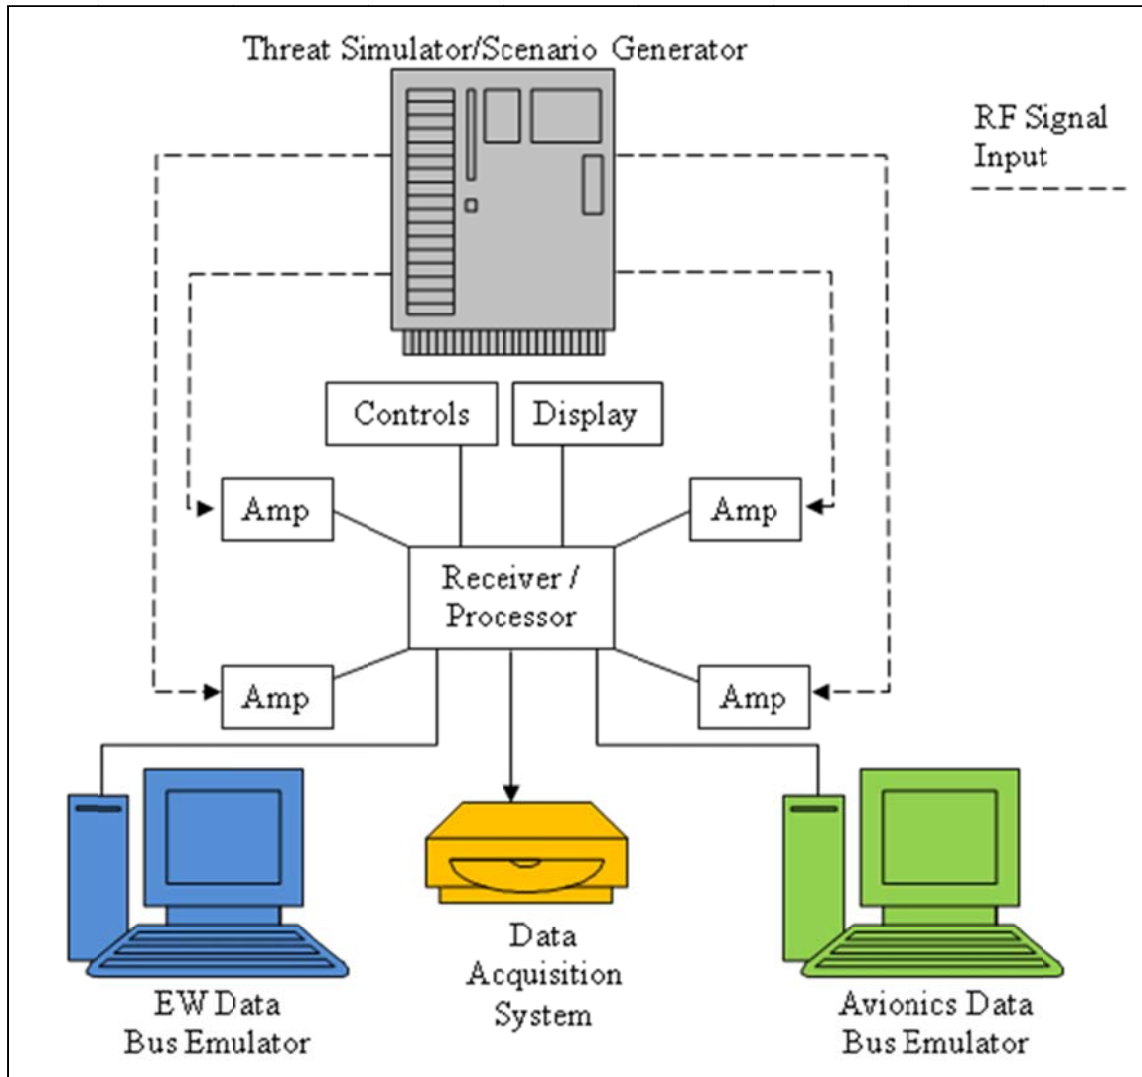 Threat Simulator/Scenario Generator
RF Signal
Input
Controls
Display
Amp
Amp
Receiver /
Processor
Amp
Amp
EW Data
Bus Emulator
Data
Acquisition
System
Avionics Data
Bus Emulator